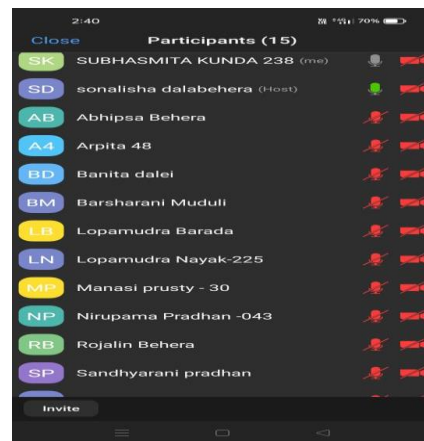 2:40 70%
Close Participants (15)
SK SUBHASMITA KUNDA 238 (me)
SD sonalisha dalabehera (Host)
AB Abhipsa Behera
A4 Arpita 48
BD Banita dalei
BM Barsharani Muduli
LB Lopamudra Barada
LN Lopamudra Nayak-225
MP Manasi prusty - 30
NP Nirupama Pradhan -043
RB Rojalin Behera
SP Sandhyarani pradhan
Invite